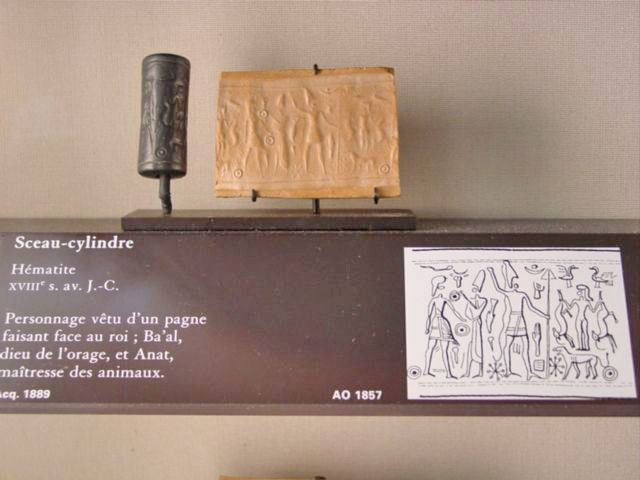 Sceau-cylindre
Hématite
XVIIIᵉ s. av. J.-C.
Personnage vêtu d'un pagne
faisant face au roi ; Ba'al,
dieu de l'orage, et Anat,
maîtresse des animaux.
Acq. 1889
AO 1857